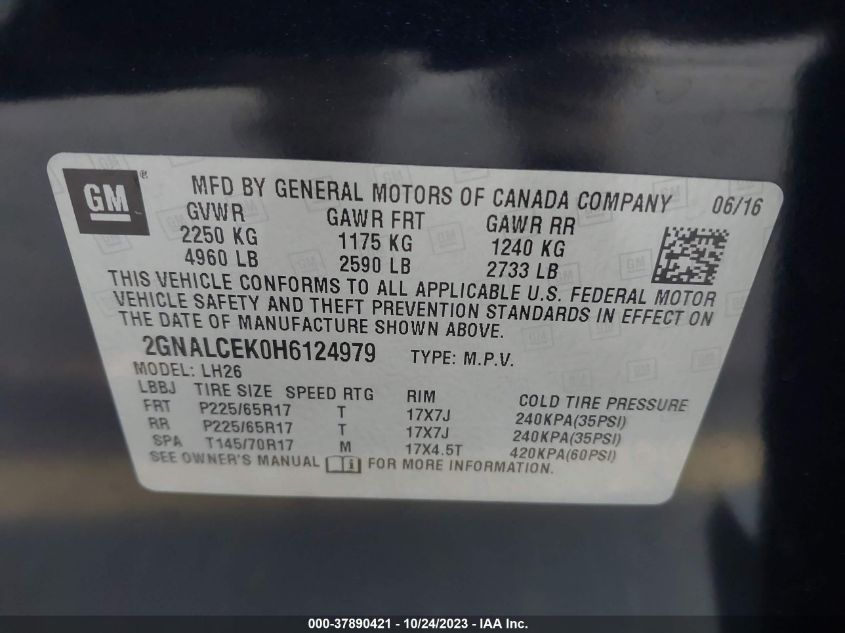 GM ®
MFD BY GENERAL MOTORS OF CANADA COMPANY 06/16
GVWR GAWR FRT GAWR RR
2250 KG 1175 KG 1240 KG
4960 LB 2590 LB 2733 LB
THIS VEHICLE CONFORMS TO ALL APPLICABLE U.S. FEDERAL MOTOR
VEHICLE SAFETY AND THEFT PREVENTION STANDARDS IN EFFECT ON
THE DATE OF MANUFACTURE SHOWN ABOVE.
2GNALCEK0H6124979 TYPE: M.P.V.
MODEL: LH26
LBBJ TIRE SIZE SPEED RTG RIM COLD TIRE PRESSURE
FRT P225/65R17 T 17X7J 240KPA(35PSI)
RR P225/65R17 T 17X7J 240KPA(35PSI)
SPA T145/70R17 M 17X4.5T 420KPA(60PSI)
SEE OWNER'S MANUAL FOR MORE INFORMATION.
000-37890421 - 10/24/2023 - IAA Inc.